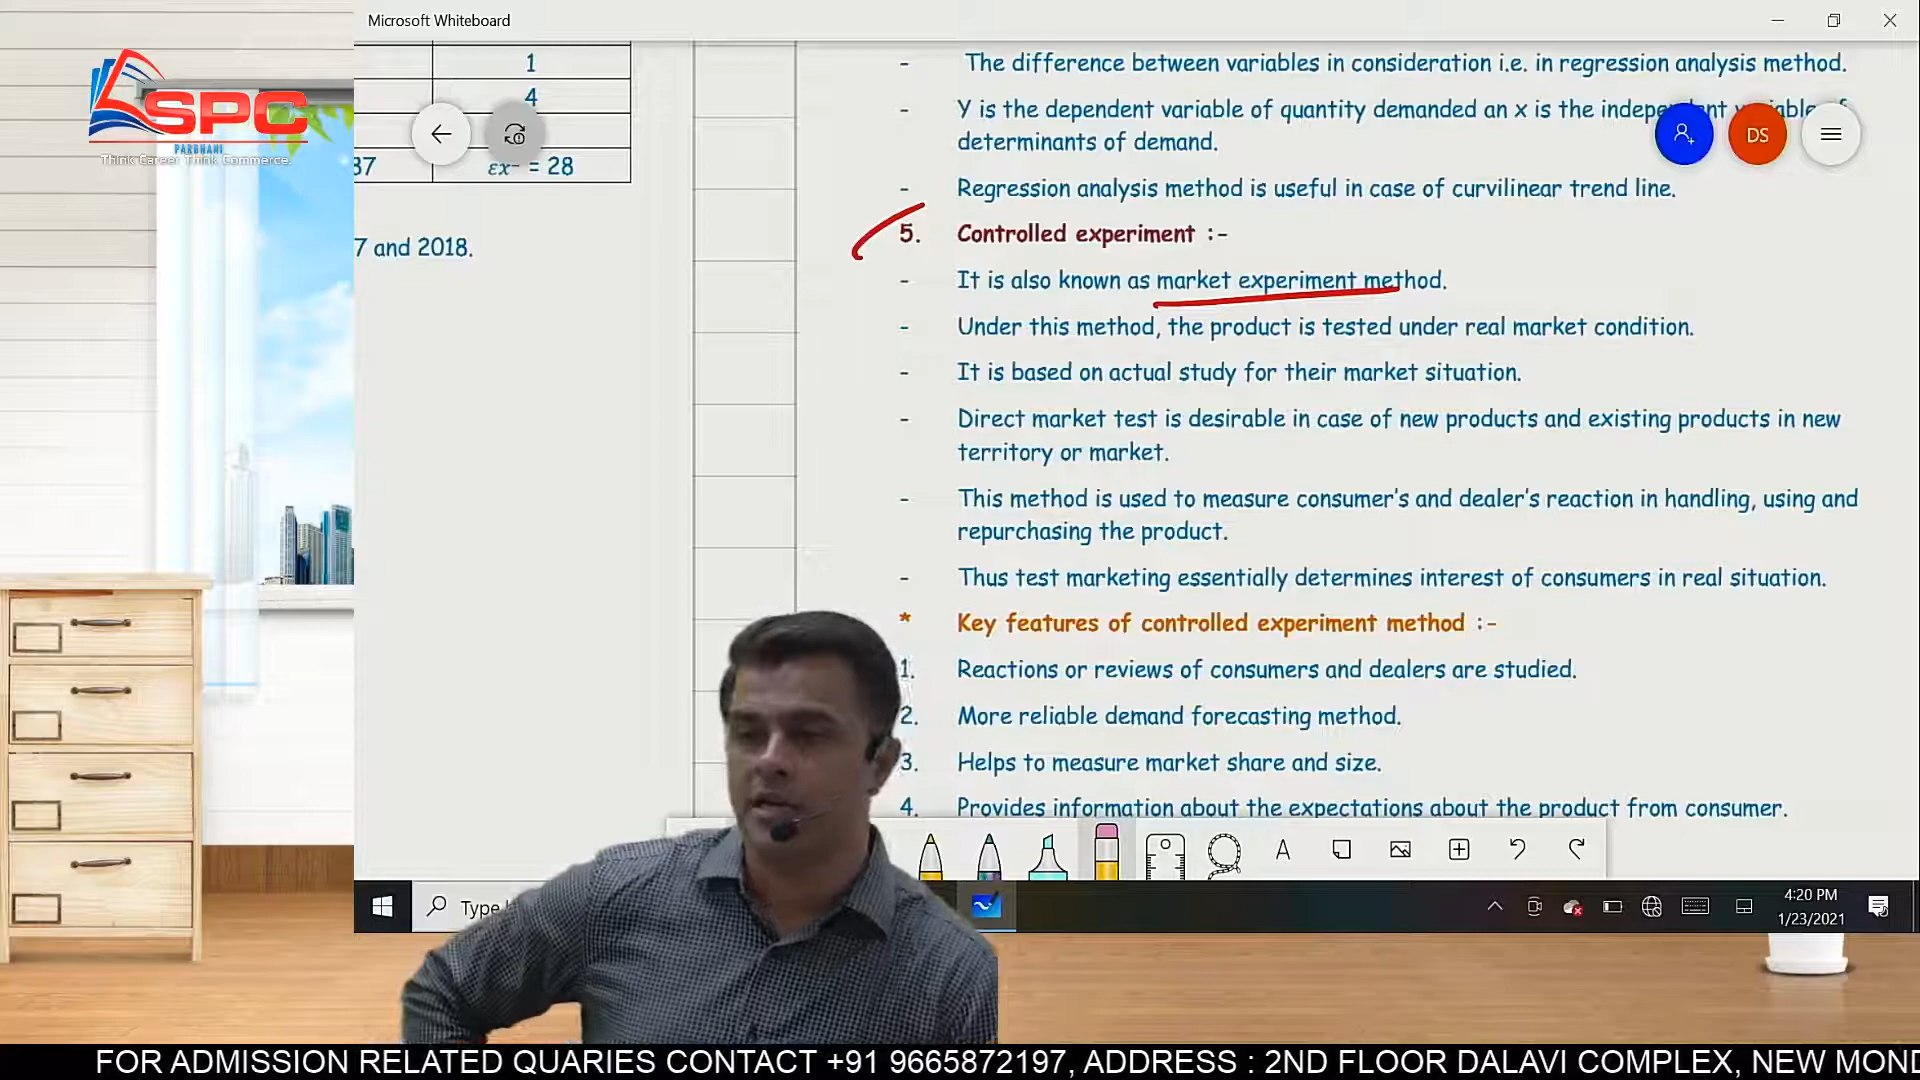 Microsoft Whiteboard
SPC
PARBHANI
Think Career Think Commerce.
1
4
37
εx² = 28
7 and 2018.
- The difference between variables in consideration i.e. in regression analysis method.
- Y is the dependent variable of quantity demanded an x is the independent variable of
determinants of demand.
- Regression analysis method is useful in case of curvilinear trend line.
5. Controlled experiment :-
- It is also known as market experiment method.
- Under this method, the product is tested under real market condition.
- It is based on actual study for their market situation.
- Direct market test is desirable in case of new products and existing products in new
territory or market.
- This method is used to measure consumer's and dealer's reaction in handling, using and
repurchasing the product.
- Thus test marketing essentially determines interest of consumers in real situation.
* Key features of controlled experiment method :-
1. Reactions or reviews of consumers and dealers are studied.
2. More reliable demand forecasting method.
3. Helps to measure market share and size.
4. Provides information about the expectations about the product from consumer.
DS
A
Type
4:20 PM
1/23/2021
FOR ADMISSION RELATED QUARIES CONTACT +91 9665872197, ADDRESS : 2ND FLOOR DALAVI COMPLEX, NEW